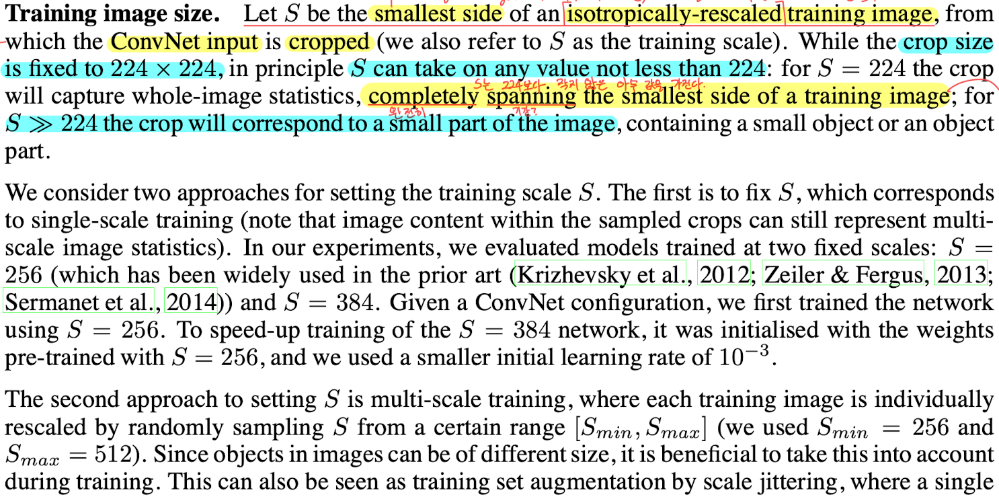 Training image size. Let S be the smallest side of an isotropically-rescaled training image, from
which the ConvNet input is cropped (we also refer to S as the training scale). While the crop size
is fixed to 224 × 224, in principle S can take on any value not less than 224: for S = 224 the crop
S는 224보다 작지 않은 아무 값을 가진다.
will capture whole-image statistics, completely spanning the smallest side of a training image; for
완전히 기간?
S ≫ 224 the crop will correspond to a small part of the image, containing a small object or an object
part.
We consider two approaches for setting the training scale S. The first is to fix S, which corresponds
to single-scale training (note that image content within the sampled crops can still represent multi-
scale image statistics). In our experiments, we evaluated models trained at two fixed scales: S =
256 (which has been widely used in the prior art (Krizhevsky et al., 2012; Zeiler & Fergus, 2013;
Sermanet et al., 2014)) and S = 384. Given a ConvNet configuration, we first trained the network
using S = 256. To speed-up training of the S = 384 network, it was initialised with the weights
pre-trained with S = 256, and we used a smaller initial learning rate of 10⁻³.
The second approach to setting S is multi-scale training, where each training image is individually
rescaled by randomly sampling S from a certain range [Smin, Smax] (we used Smin = 256 and
Smax = 512). Since objects in images can be of different size, it is beneficial to take this into account
during training. This can also be seen as training set augmentation by scale jittering, where a single